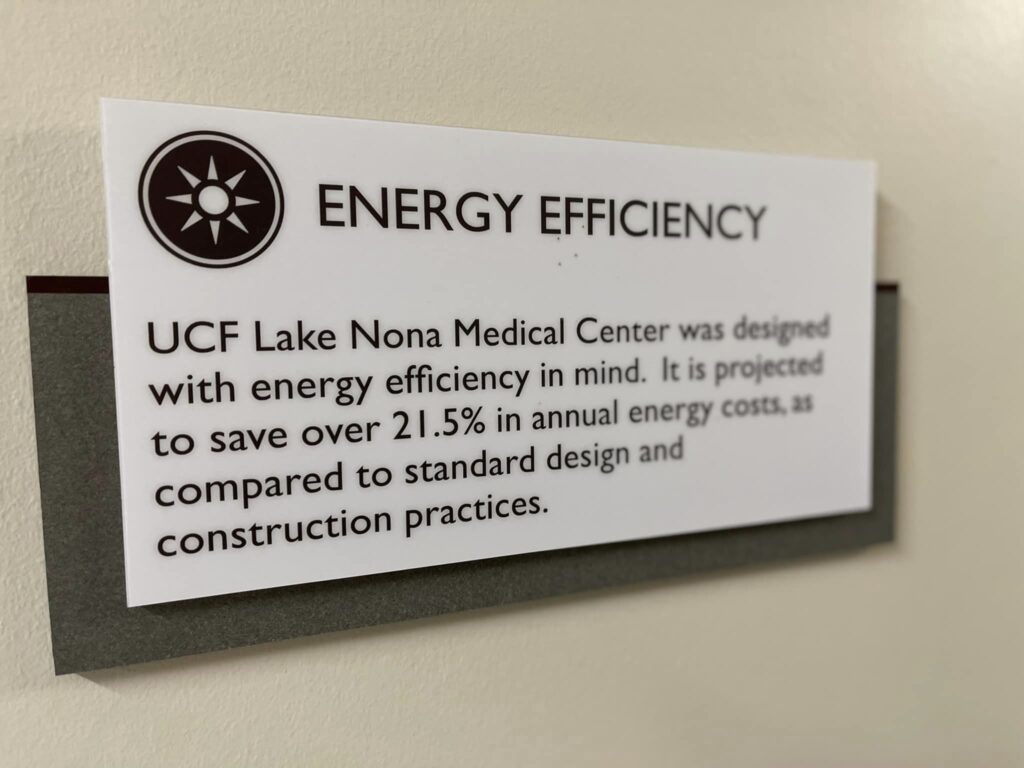 ENERGY EFFICIENCY
UCF Lake Nona Medical Center was designed
with energy efficiency in mind. It is projected
to save over 21.5% in annual energy costs, as
compared to standard design and
construction practices.